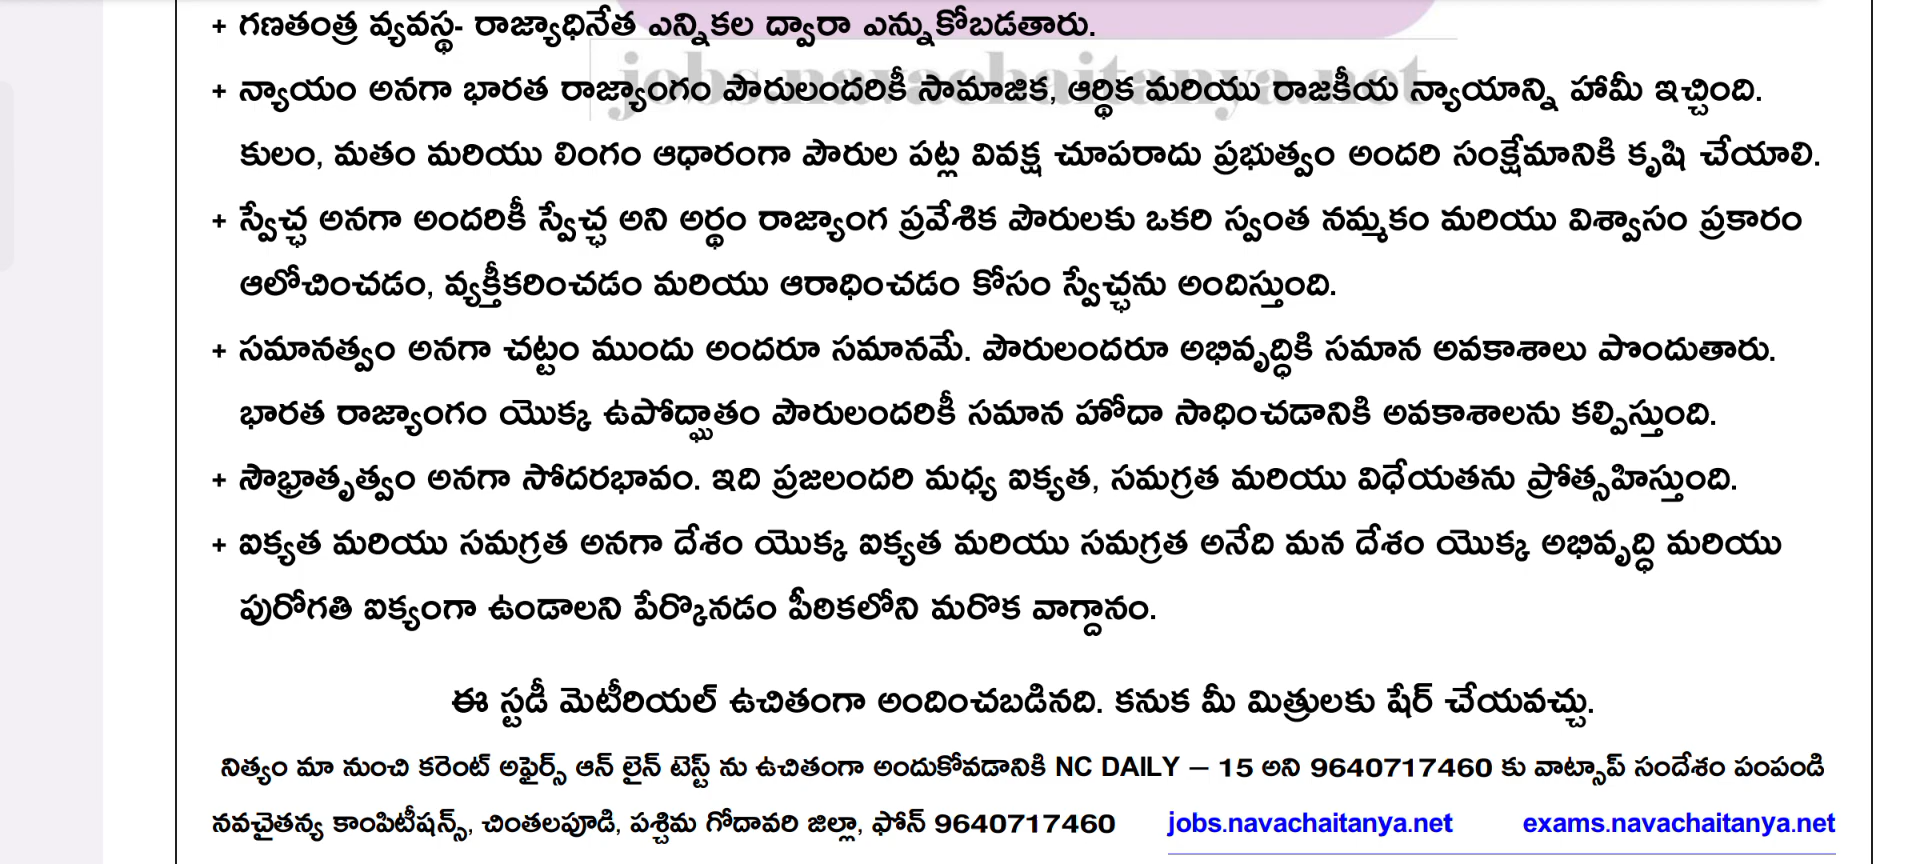 + గణతంత్ర వ్యవస్థ- రాజ్యాధినేత ఎన్నికల ద్వారా ఎన్నుకోబడతారు.
jobs.navachaitanya.net
+ న్యాయం అనగా భారత రాజ్యాంగం పౌరులందరికీ సామాజిక, ఆర్థిక మరియు రాజకీయ న్యాయాన్ని హామీ ఇచ్చింది.
కులం, మతం మరియు లింగం ఆధారంగా పౌరుల పట్ల వివక్ష చూపరాదు ప్రభుత్వం అందరి సంక్షేమానికి కృషి చేయాలి.
+ స్వేచ్ఛ అనగా అందరికీ స్వేచ్ఛ అని అర్థం రాజ్యాంగ ప్రవేశిక పౌరులకు ఒకరి స్వంత నమ్మకం మరియు విశ్వాసం ప్రకారం
ఆలోచించడం, వ్యక్తీకరించడం మరియు ఆరాధించడం కోసం స్వేచ్ఛను అందిస్తుంది.
+ సమానత్వం అనగా చట్టం ముందు అందరూ సమానమే. పౌరులందరూ అభివృద్ధికి సమాన అవకాశాలు పొందుతారు.
భారత రాజ్యాంగం యొక్క ఉపోద్ఘాతం పౌరులందరికీ సమాన హోదా సాధించడానికి అవకాశాలను కల్పిస్తుంది.
+ సౌభ్రాతృత్వం అనగా సోదరభావం. ఇది ప్రజలందరి మధ్య ఐక్యత, సమగ్రత మరియు విధేయతను ప్రోత్సహిస్తుంది.
+ ఐక్యత మరియు సమగ్రత అనగా దేశం యొక్క ఐక్యత మరియు సమగ్రత అనేది మన దేశం యొక్క అభివృద్ధి మరియు
పురోగతి ఐక్యంగా ఉండాలని పేర్కొనడం పీఠికలోని మరొక వాగ్దానం.
ఈ స్టడీ మెటీరియల్ ఉచితంగా అందించబడినది. కనుక మీ మిత్రులకు షేర్ చేయవచ్చు.
నిత్యం మా నుంచి కరెంట్ అఫైర్స్ ఆన్ లైన్ టెస్ట్ ను ఉచితంగా అందుకోవడానికి NC DAILY – 15 అని 9640717460 కు వాట్సాప్ సందేశం పంపండి
నవచైతన్య కాంపిటీషన్స్, చింతలపూడి, పశ్చిమ గోదావరి జిల్లా, ఫోన్ 9640717460 jobs.navachaitanya.net exams.navachaitanya.net